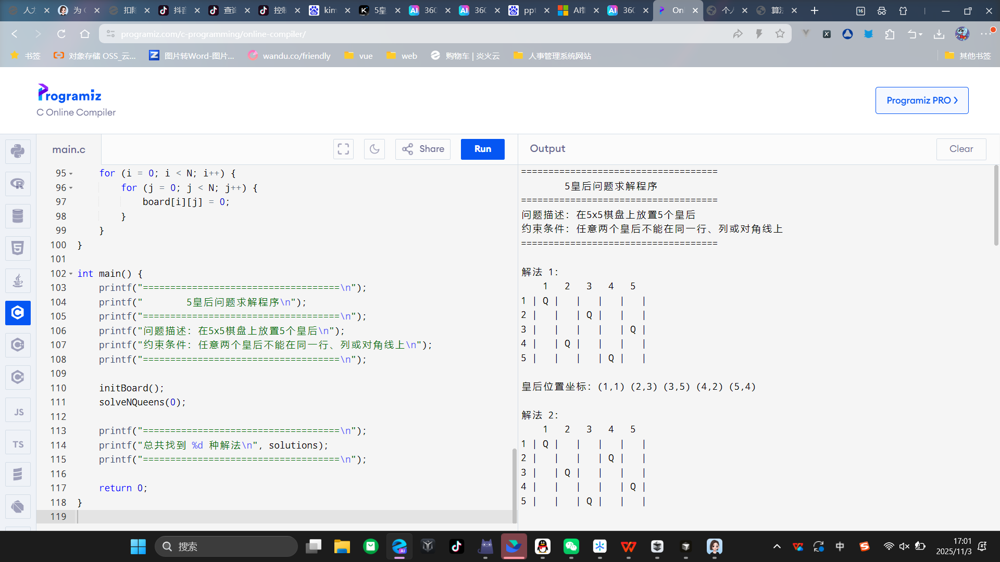 人力
为
扣除
抖音
查询
控制
kim
5皇
360
360
ppt
AI智
360
On
个人
算法
16
programiz.com/c-programming/online-compiler/
书签
对象存储 OSS_云...
图片转Word-图片...
wandu.co/friendly
vue
web
购物车 | 炎火云
人事管理系统网站
其他书签
Programiz
C Online Compiler
Programiz PRO
main.c
Share
Run
Output
Clear
95 for (i = 0; i < N; i++) {
96 for (j = 0; j < N; j++) {
97 board[i][j] = 0;
98 }
99 }
100 }
101
102 int main() {
103 printf("====================================\n");
104 printf("        5皇后问题求解程序\n");
105 printf("====================================\n");
106 printf("问题描述：在5x5棋盘上放置5个皇后\n");
107 printf("约束条件：任意两个皇后不能在同一行、列或对角线上\n");
108 printf("====================================\n");
109
110 initBoard();
111 solveNQueens(0);
112
113 printf("====================================\n");
114 printf("总共找到 %d 种解法\n", solutions);
115 printf("====================================\n");
116
117 return 0;
118 }
119
====================================
5皇后问题求解程序
====================================
问题描述：在5x5棋盘上放置5个皇后
约束条件：任意两个皇后不能在同一行、列或对角线上
====================================
解法 1:
1   2   3   4   5
1 | Q |   |   |   |   |
2 |   |   | Q |   |   |
3 |   |   |   |   | Q |
4 |   | Q |   |   |   |
5 |   |   |   | Q |   |
皇后位置坐标：(1,1) (2,3) (3,5) (4,2) (5,4)
解法 2:
1   2   3   4   5
1 | Q |   |   |   |   |
2 |   |   |   | Q |   |
3 |   | Q |   |   |   |
4 |   |   |   |   | Q |
5 |   |   | Q |   |   |
JS
TS
搜索
中
17:01
2025/11/3